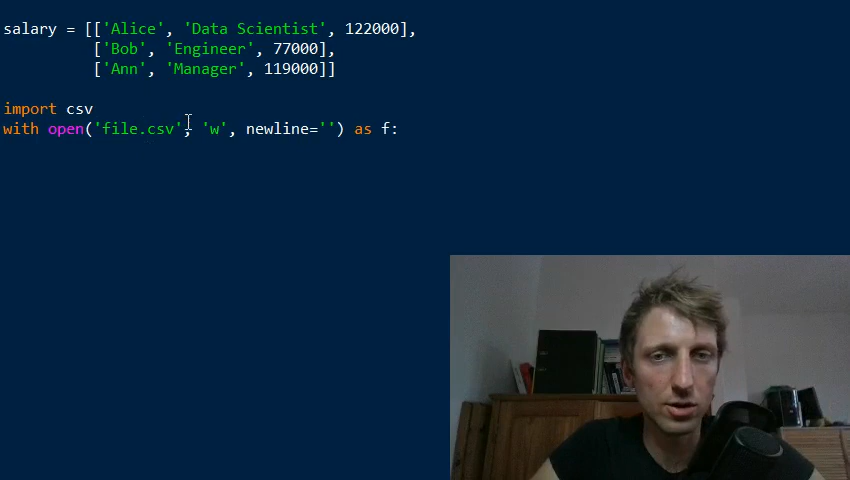 salary = [['Alice', 'Data Scientist', 122000],
['Bob', 'Engineer', 77000],
['Ann', 'Manager', 119000]]
import csv
with open('file.csv', 'w', newline='') as f: